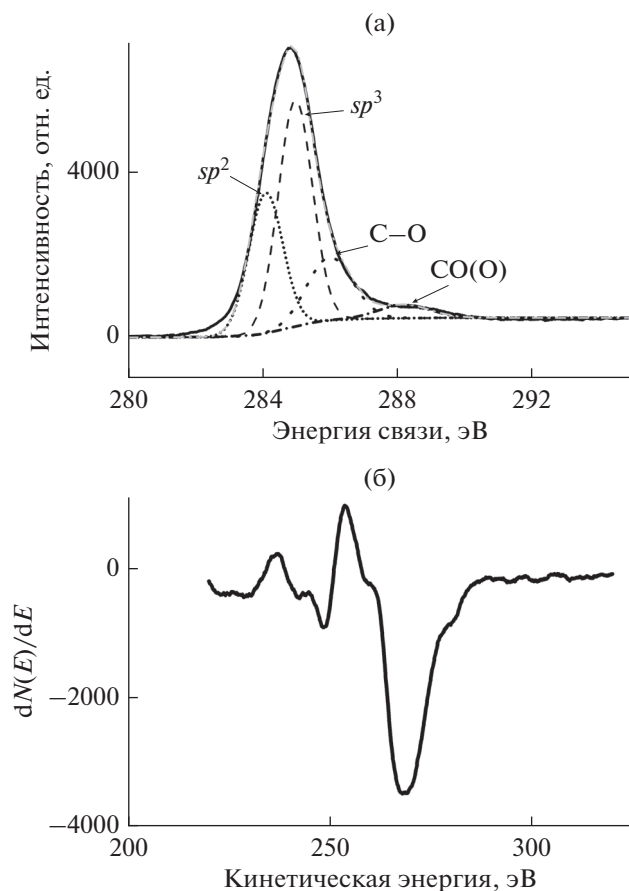 (а)
Интенсивность, отн. ед.
4000
0
sp³
sp²
C–O
CO(O)
280 284 288 292
Энергия связи, эВ
(б)
dN(E)/dE
0
−2000
−4000
200 250 300
Кинетическая энергия, эВ